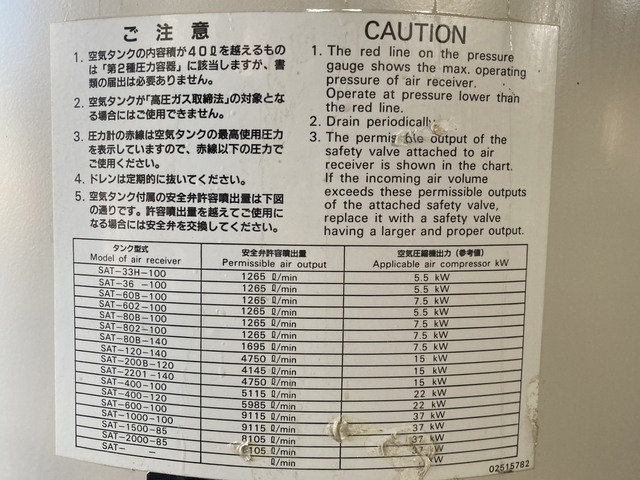 ご注意
1. 空気タンクの内容積が40ℓを越えるもの
は「第2種圧力容器」に該当しますが、書
類の届出は必要ありません。
2. 空気タンクが「高圧ガス取締法」の対象とな
る場合にはご使用できません。
3. 圧力計の赤線は空気タンクの最高使用圧力
を表示していますので、赤線以下の圧力で
ご使用ください。
4. ドレンは定期的に抜いてください。
5. 空気タンク付属の安全弁許容噴出量は下図
の通りです。許容噴出量を越えてご使用に
なる場合には安全弁を交換してください。
CAUTION
1. The red line on the pressure
gauge shows the max. operating
pressure of air receiver.
Operate at pressure lower than
the red line.
2. Drain periodically.
3. The permissible output of the
safety valve attached to air
receiver is shown in the chart.
If the incoming air volume
exceeds these permissible outputs
of the attached safety valve,
replace it with a safety valve
having a larger and proper output.
タンク型式 安全弁許容噴出量 空気圧縮機出力(参考値)
Model of air receiver Permissible air output Applicable air compressor kW
SAT-33H-100 1265 ℓ/min 5.5 kW
SAT-36 -100 1265 ℓ/min 5.5 kW
SAT-60B-100 1265 ℓ/min 7.5 kW
SAT-602-100 1265 ℓ/min 5.5 kW
SAT-80B-100 1265 ℓ/min 7.5 kW
SAT-802-100 1265 ℓ/min 7.5 kW
SAT-80B-140 1695 ℓ/min 7.5 kW
SAT-120-140 4750 ℓ/min 15 kW
SAT-200B-120 4145 ℓ/min 15 kW
SAT-2201-140 4750 ℓ/min 15 kW
SAT-400-100 5115 ℓ/min 22 kW
SAT-400-120 5985 ℓ/min 22 kW
SAT-600-100 9115 ℓ/min 37 kW
SAT-1000-100 9115 ℓ/min 37 kW
SAT-1500-85 8105 ℓ/min 37 kW
SAT-2000-85 8105 ℓ/min 37 kW
SAT- - ℓ/min kW
02515782